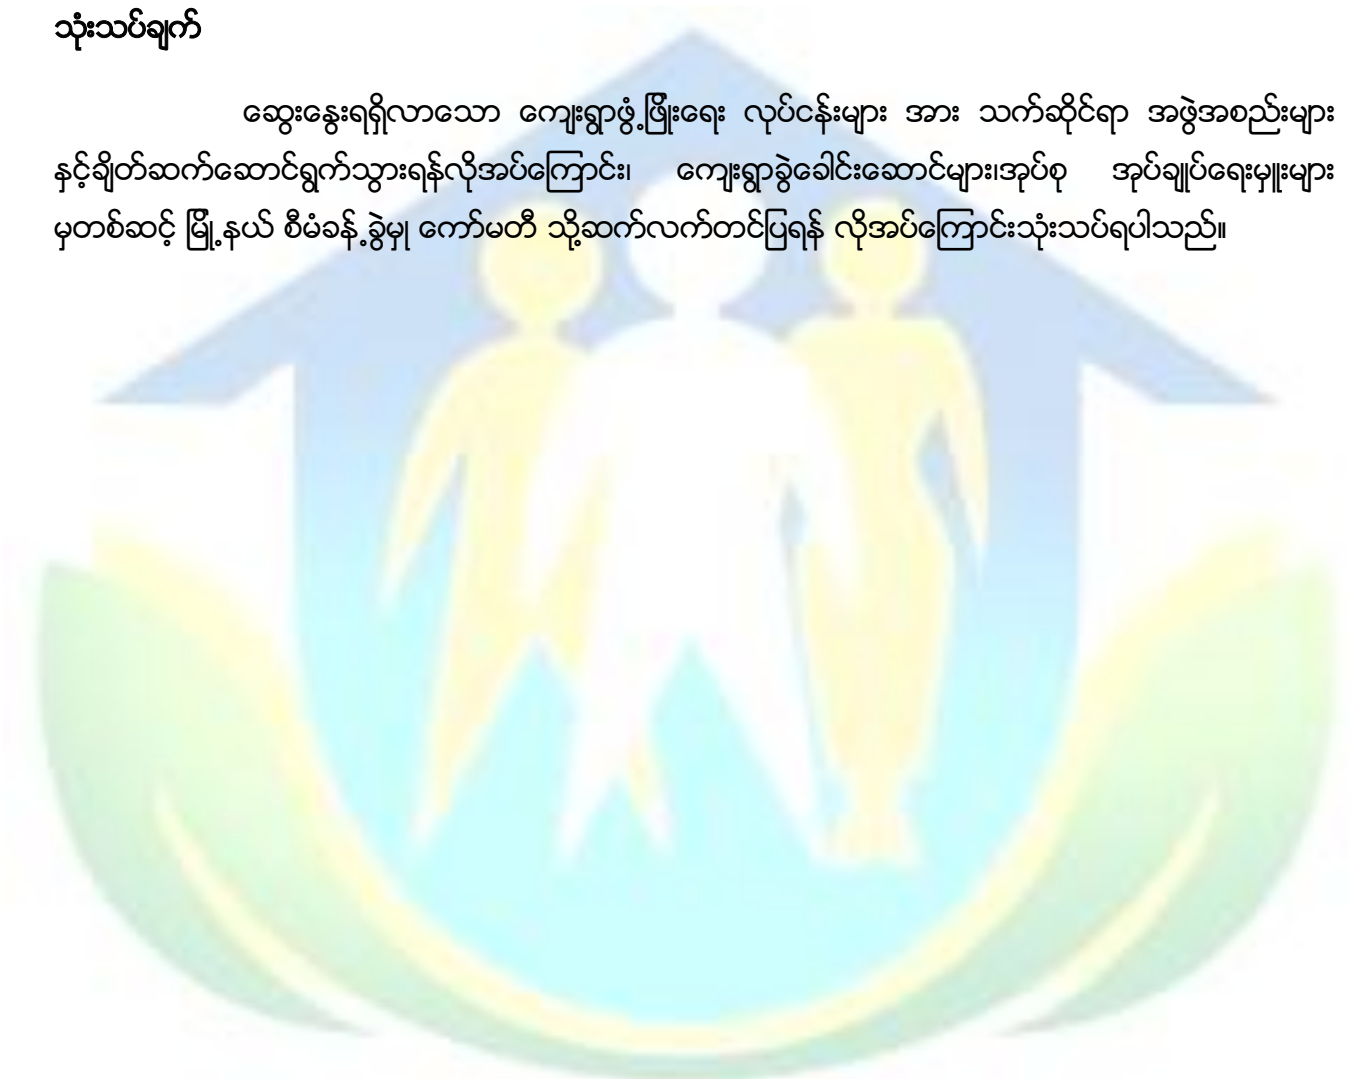 သုံးသပ်ချက်
ဆွေးနွေးရရှိလာသော ကျေးရွာဖွံ့ဖြိုးရေး လုပ်ငန်းများ အား သက်ဆိုင်ရာ အဖွဲအစည်းများ
နှင့်ချိတ်ဆက်ဆောင်ရွက်သွားရန်လိုအပ်ကြောင်း၊ ကျေးရွာခွဲခေါင်းဆောင်များ၊အုပ်စု အုပ်ချုပ်ရေးမှူးများ
မှတစ်ဆင့် မြို့နယ် စီမံခန့်ခွဲမှု ကော်မတီ သို့ဆက်လက်တင်ပြရန် လိုအပ်ကြောင်းသုံးသပ်ရပါသည်။